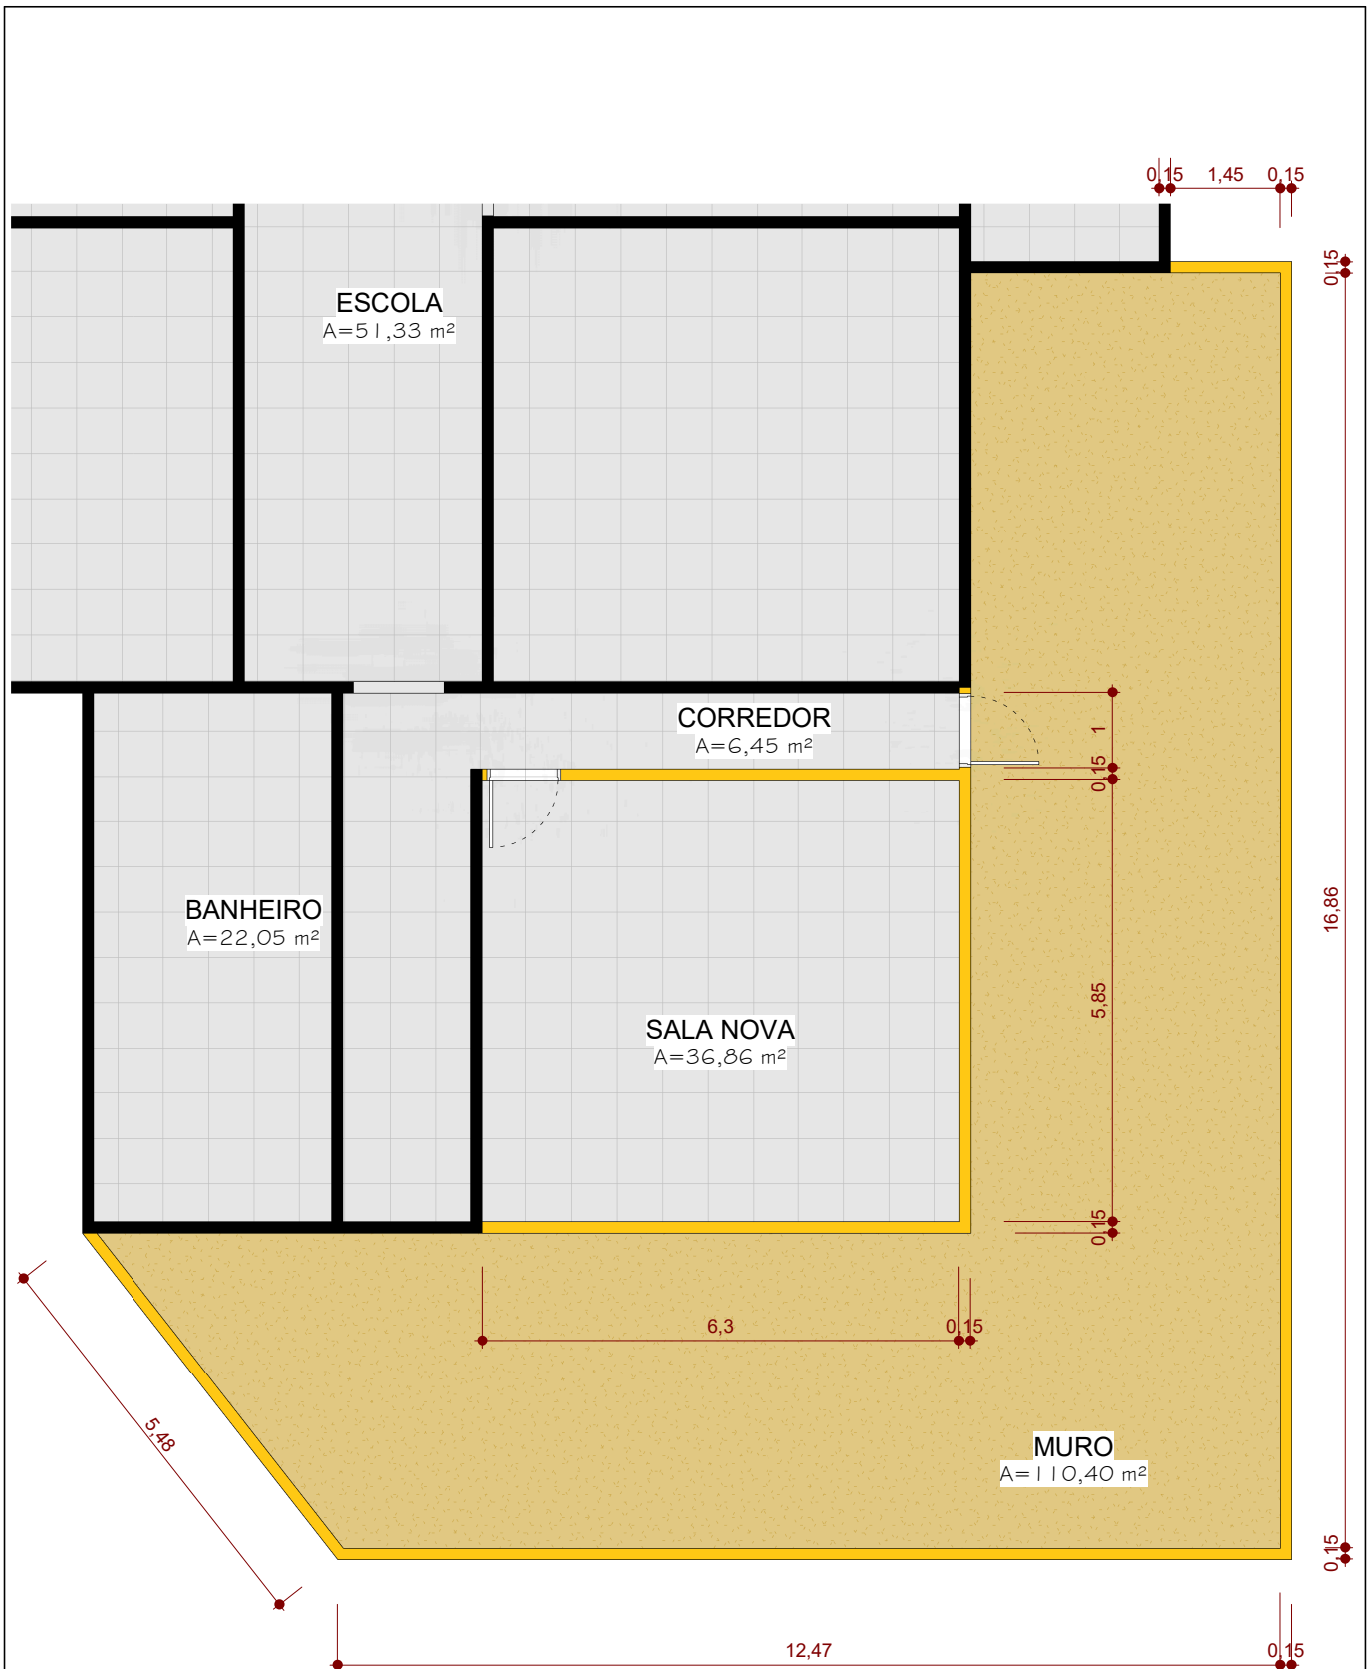 0,15 1,45 0,15
0,15
ESCOLA
A=51,33 m²
CORREDOR
A=6,45 m²
1
0,15
BANHEIRO
A=22,05 m²
16,86
5,85
SALA NOVA
A=36,86 m²
0,15
6,3 0,15
5,48
MURO
A=110,40 m²
0,15
12,47 0,15